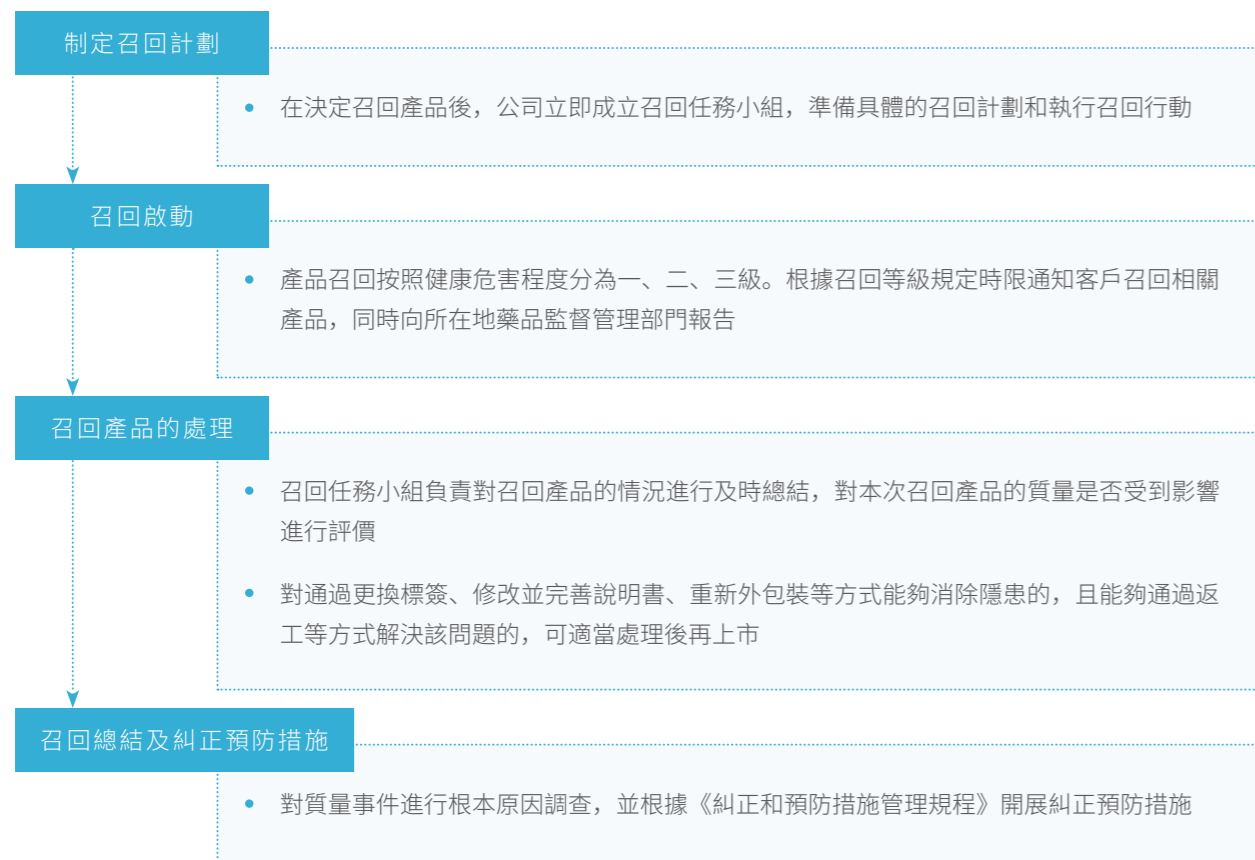 制定召回計劃
• 在決定召回產品後，公司立即成立召回任務小組，準備具體的召回計劃和執行召回行動
召回啟動
• 產品召回按照健康危害程度分為一、二、三級。根據召回等級規定時限通知客戶召回相關
產品，同時向所在地藥品監督管理部門報告
召回產品的處理
• 召回任務小組負責對召回產品的情況進行及時總結，對本次召回產品的質量是否受到影響
進行評價
• 對通過更換標簽、修改並完善說明書、重新外包裝等方式能夠消除隱患的，且能夠通過返
工等方式解決該問題的，可適當處理後再上市
召回總結及糾正預防措施
• 對質量事件進行根本原因調查，並根據《糾正和預防措施管理規程》開展糾正預防措施